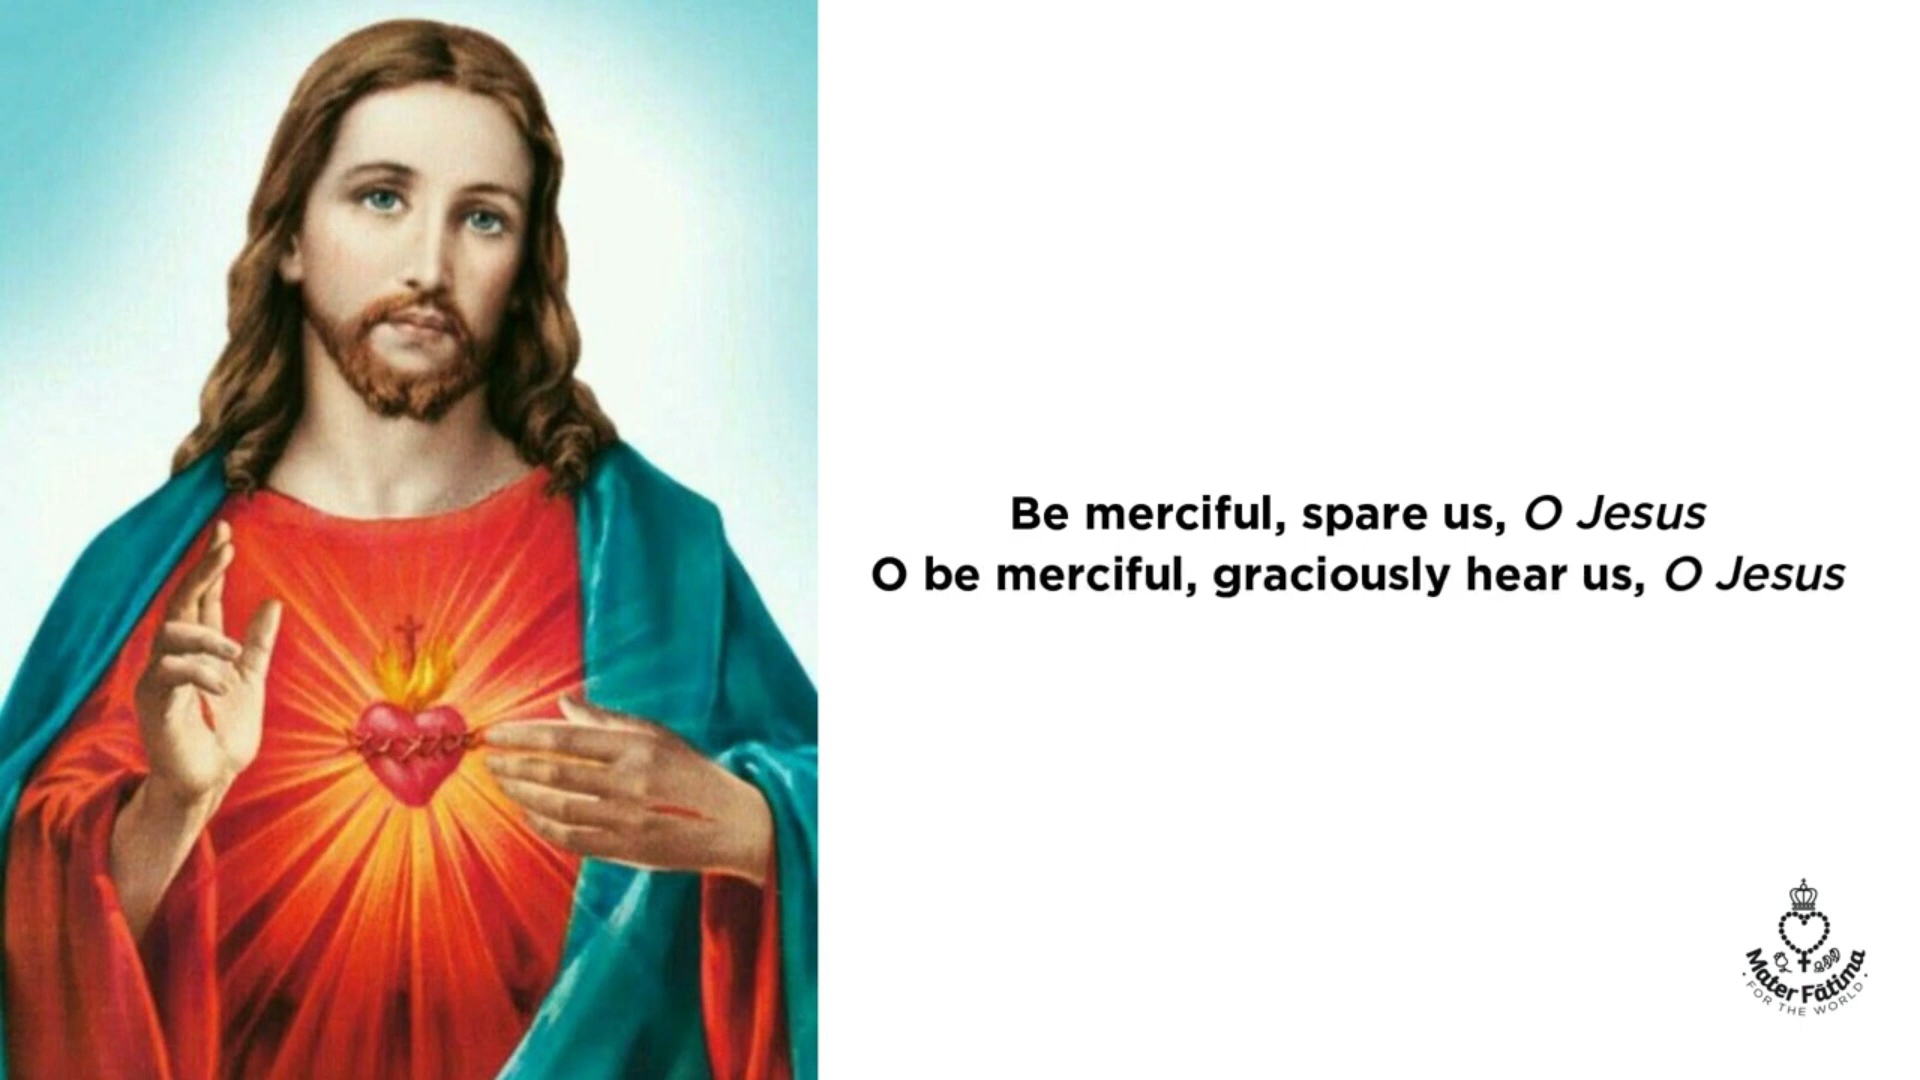 Be merciful, spare us, O Jesus
O be merciful, graciously hear us, O Jesus
Mater Fátima
FOR THE WORLD